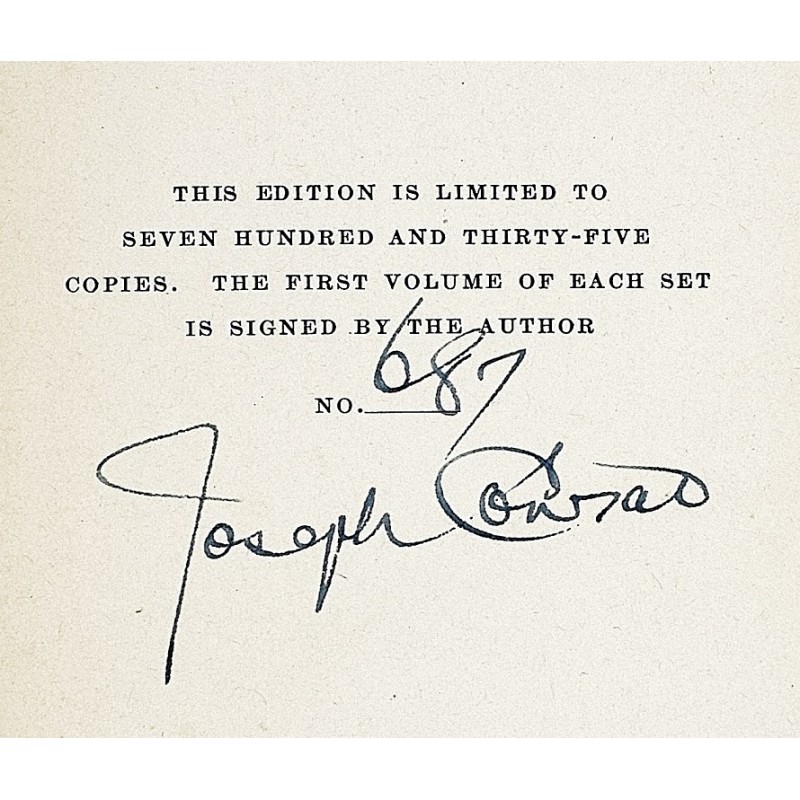 THIS EDITION IS LIMITED TO
SEVEN HUNDRED AND THIRTY-FIVE
COPIES. THE FIRST VOLUME OF EACH SET
IS SIGNED BY THE AUTHOR
NO. 687
Joseph Conrad